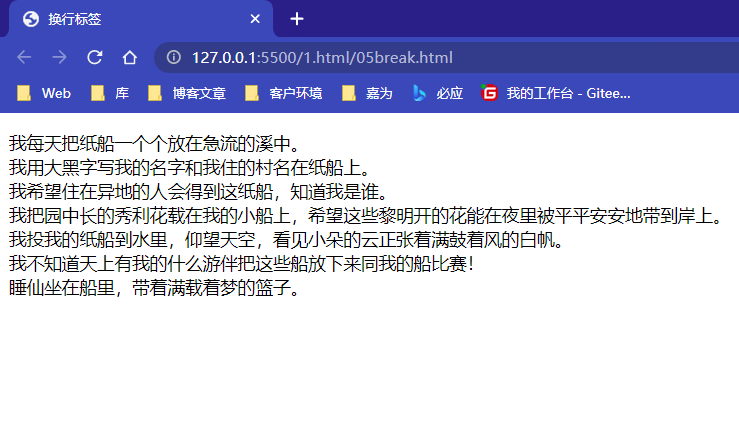 换行标签
127.0.0.1:5500/1.html/05break.html
Web 库 博客文章 客户环境 嘉为 必应 我的工作台 - Gitee...
我每天把纸船一个个放在急流的溪中。
我用大黑字写我的名字和我住的村名在纸船上。
我希望住在异地的人会得到这纸船，知道我是谁。
我把园中长的秀利花载在我的小船上，希望这些黎明开的花能在夜里被平平安安地带到岸上。
我投我的纸船到水里，仰望天空，看见小朵的云正张着满鼓着风的白帆。
我不知道天上有我的什么游伴把这些船放下来同我的船比赛！
睡仙坐在船里，带着满载着梦的篮子。